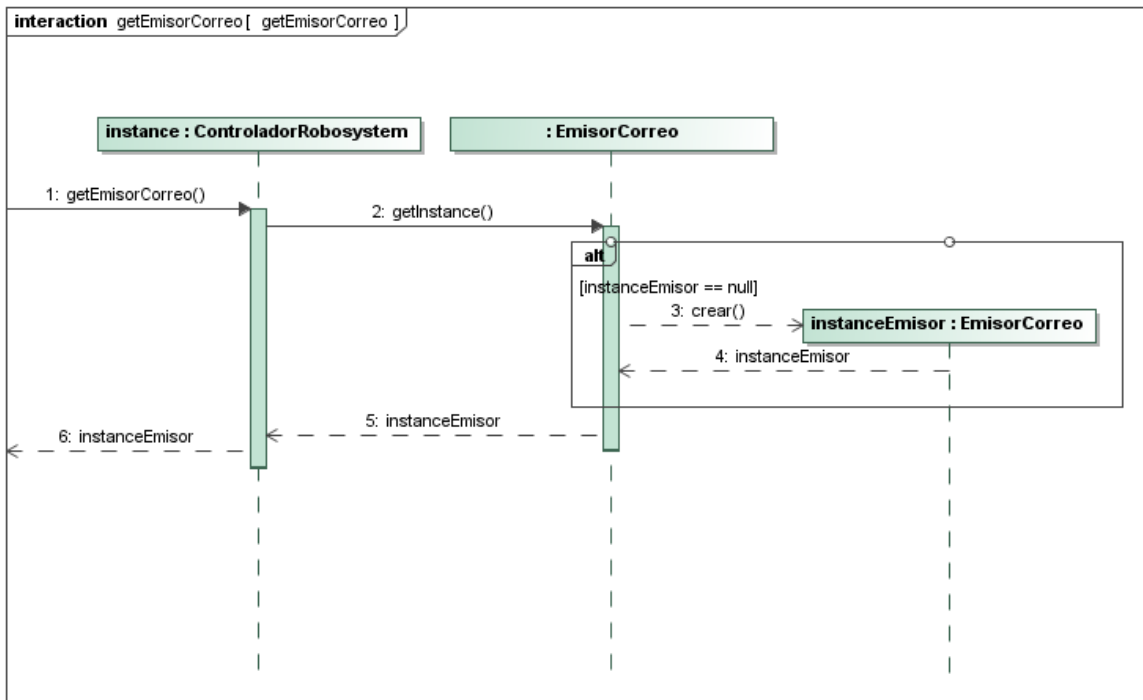 interaction getEmisorCorreo[ getEmisorCorreo ]
instance : ControladorRobosystem
: EmisorCorreo
1: getEmisorCorreo()
2: getInstance()
alt
[instanceEmisor == null]
3: crear()
instanceEmisor : EmisorCorreo
4: instanceEmisor
5: instanceEmisor
6: instanceEmisor